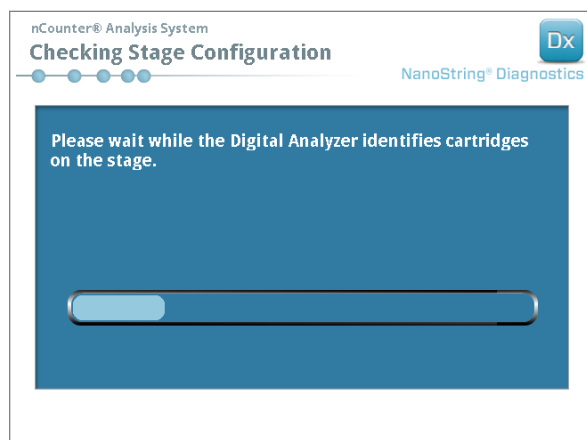 nCounter® Analysis System
Checking Stage Configuration
Dx
NanoString® Diagnostics
Please wait while the Digital Analyzer identifies cartridges
on the stage.